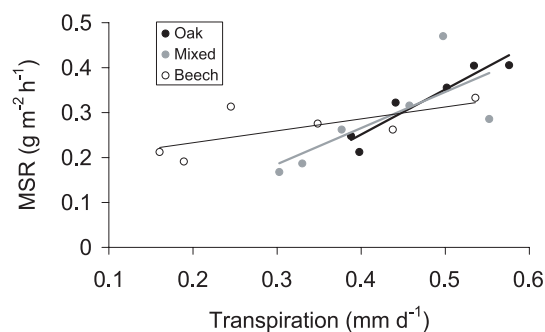 0.5
0.4
0.3
0.2
0.1
0
MSR (g m⁻² h⁻¹)
Oak
Mixed
Beech
0.1 0.2 0.3 0.4 0.5 0.6
Transpiration (mm d⁻¹)